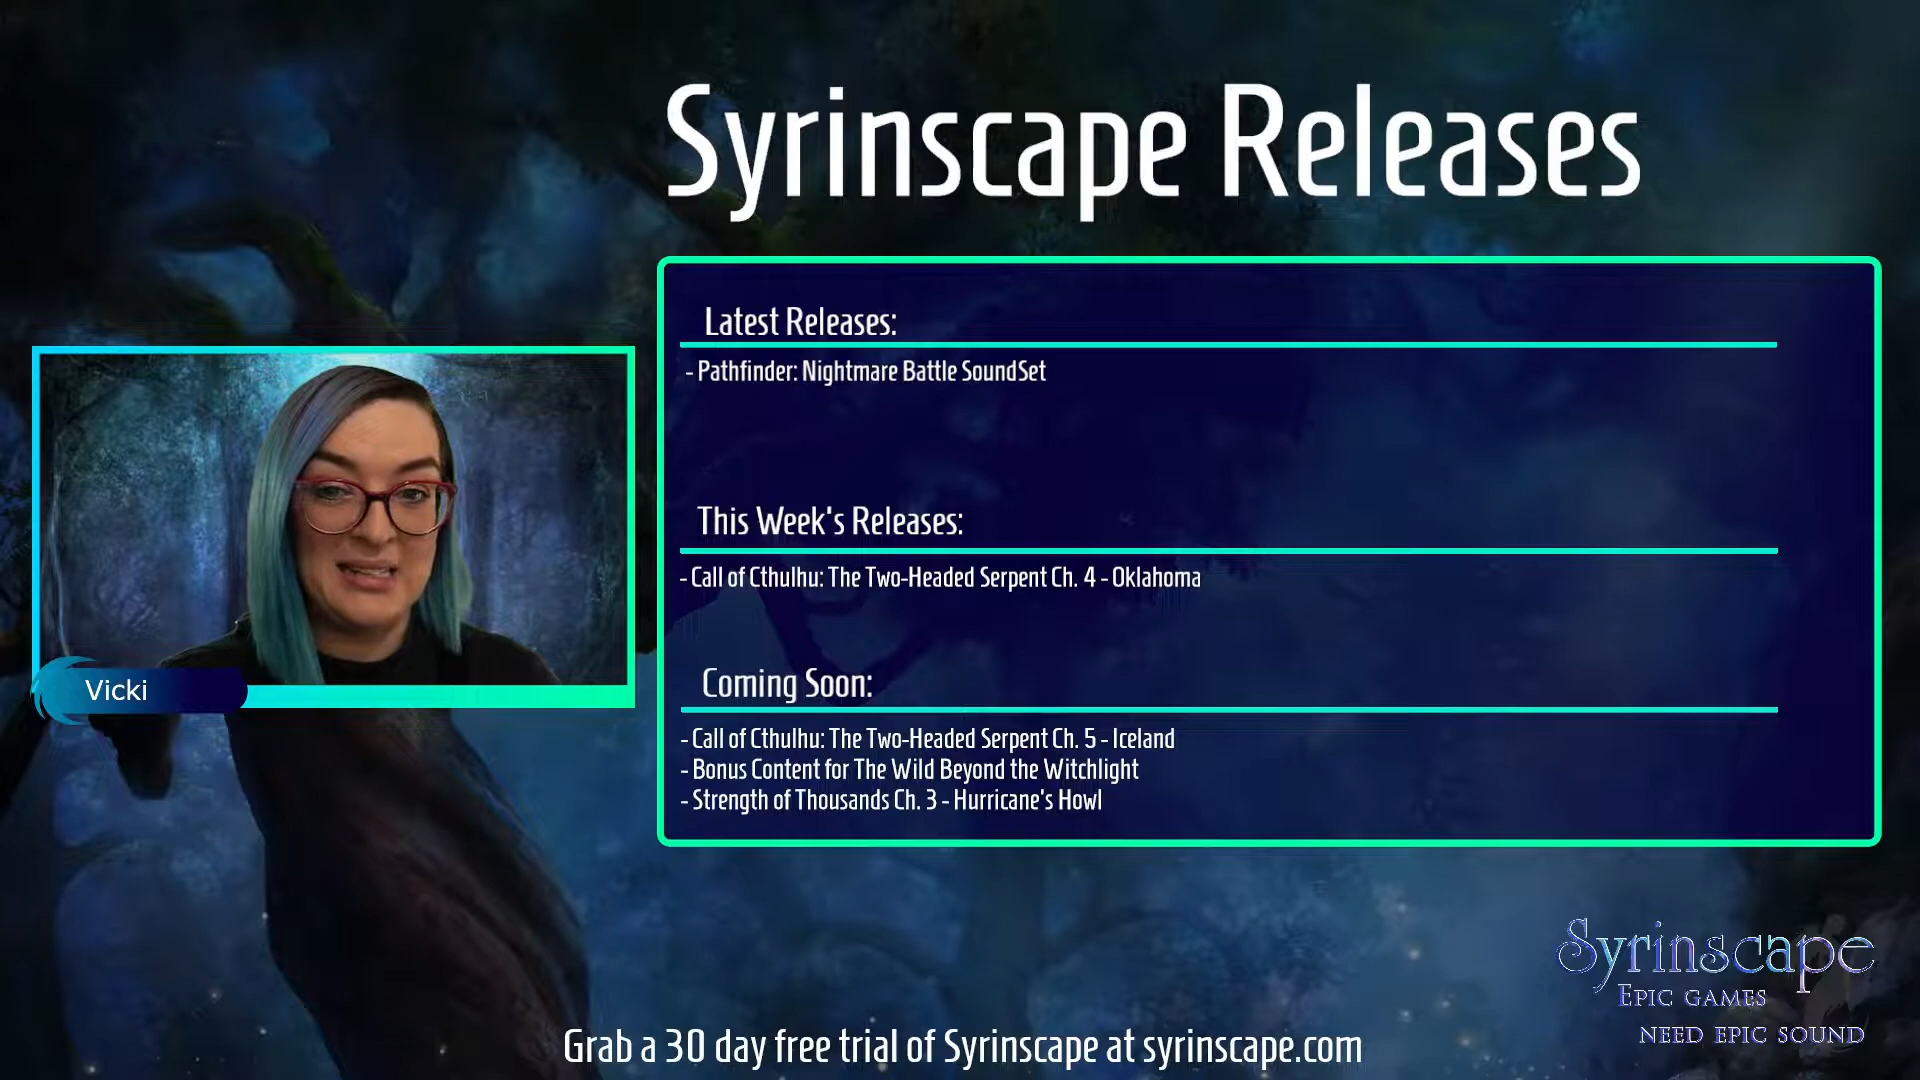 Syrinscape Releases
Latest Releases:
- Pathfinder: Nightmare Battle SoundSet
This Week's Releases:
- Call of Cthulhu: The Two-Headed Serpent Ch. 4 - Oklahoma
Vicki
Coming Soon:
- Call of Cthulhu: The Two-Headed Serpent Ch. 5 - Iceland
- Bonus Content for The Wild Beyond the Witchlight
- Strength of Thousands Ch. 3 - Hurricane's Howl
Syrinscape
EPIC GAMES
NEED EPIC SOUND
Grab a 30 day free trial of Syrinscape at syrinscape.com